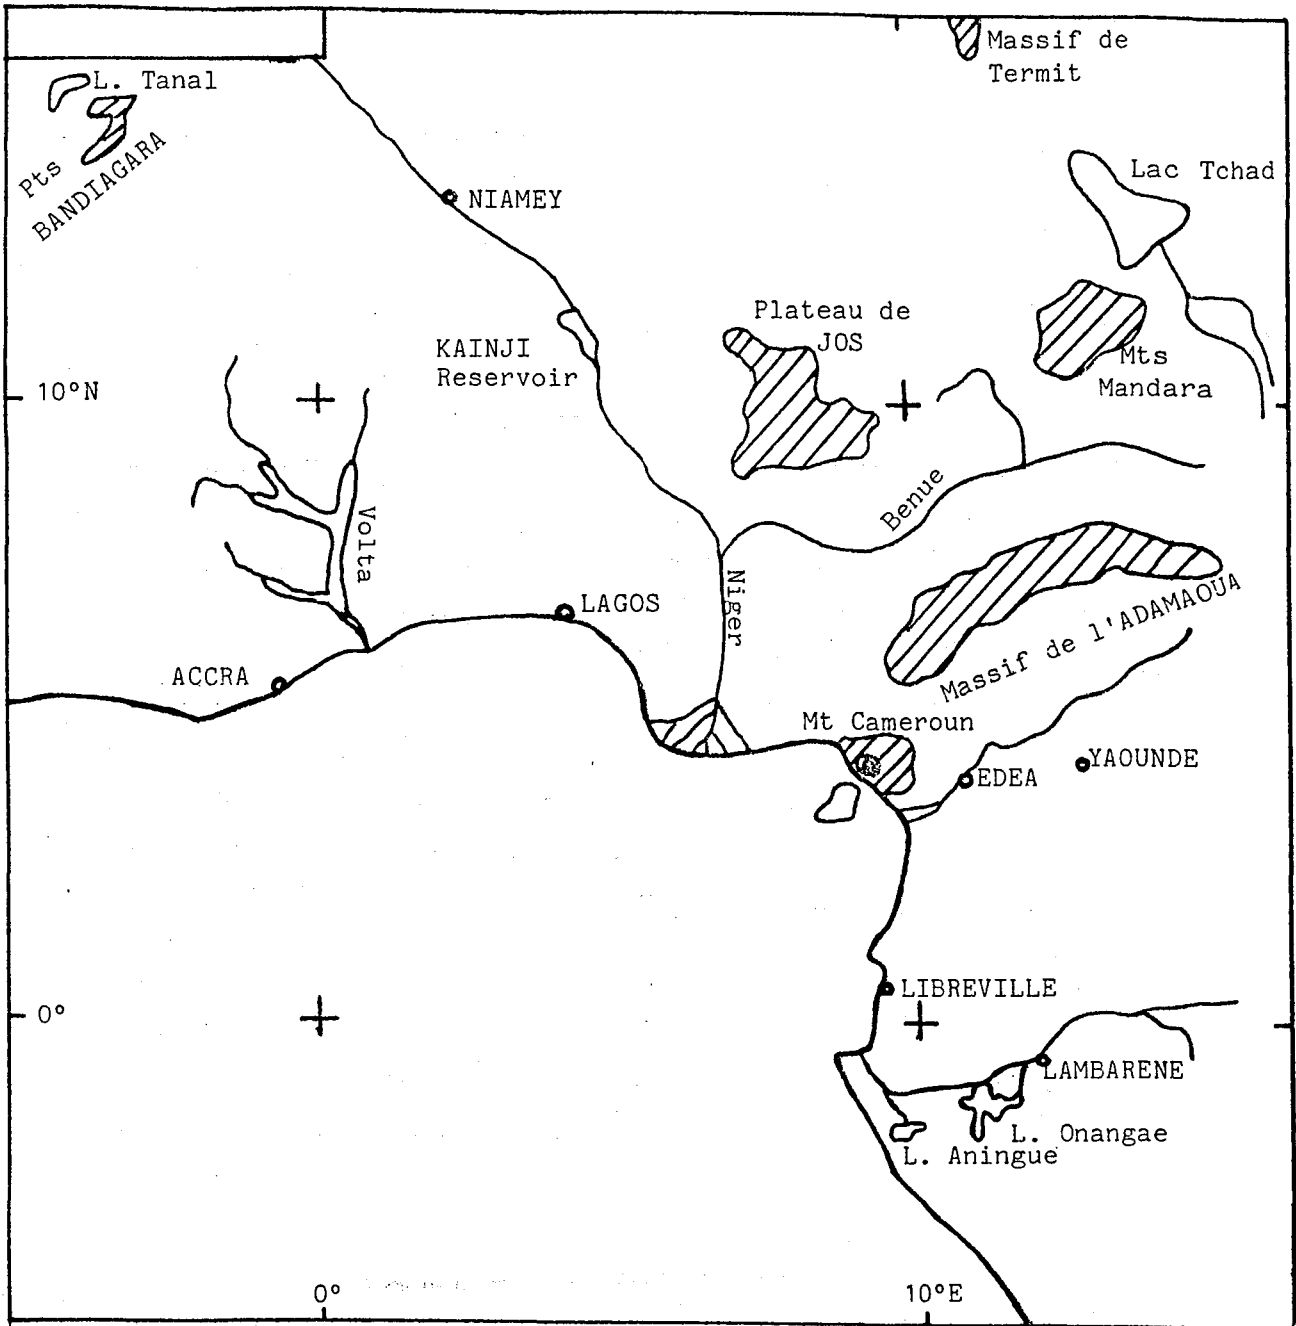 Massif de
Termit
L. Tanal
Pts
BANDIAGARA
Lac Tchad
NIAMEY
Plateau de
JOS
KAINJI
Reservoir
Mts
Mandara
10°N
Benue
Volta
Niger
LAGOS
Massif de l'ADAMAOUA
ACCRA
Mt Cameroun
YAOUNDE
EDEA
LIBREVILLE
0°
LAMBARENE
L. Onangae
L. Aningue
0°
10°E